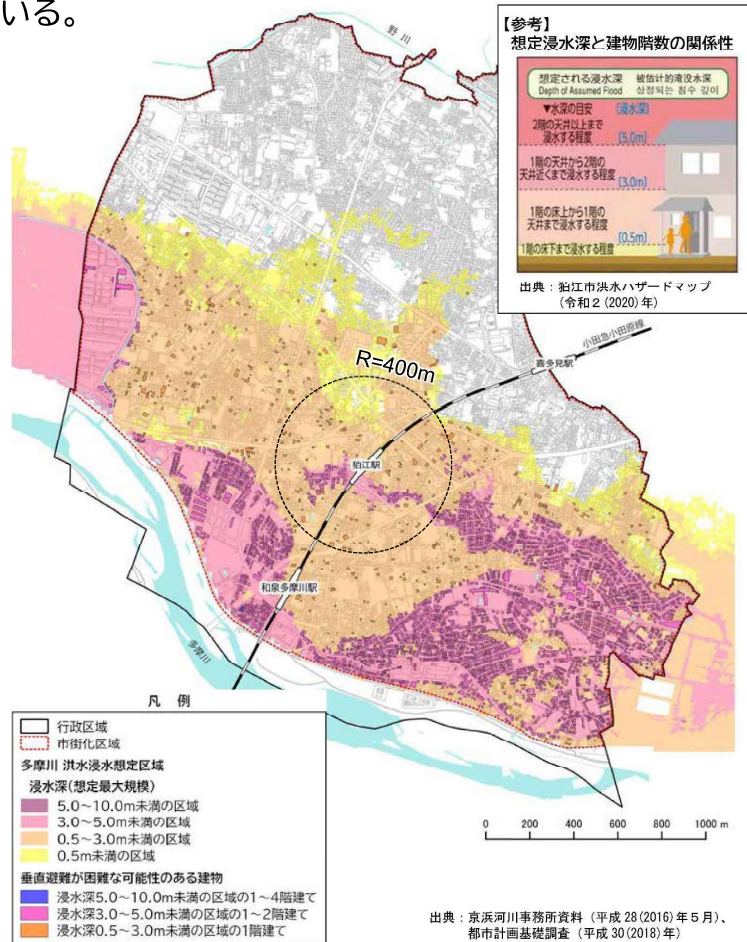 いる。
【参考】
想定浸水深と建物階数の関係性
想定される浸水深 被估计的淹没水深
Depth of Assumed Flood 상정되는 침수 깊이
▼水深の目安 [浸水深]
2階の天井以上まで
浸水する程度 [5.0m]
1階の天井から2階の
天井近くまで浸水する程度 [3.0m]
1階の床上から1階の
天井まで浸水する程度 [0.5m]
1階の床下まで浸水する程度
出典：狛江市洪水ハザードマップ
（令和2(2020)年）
野川
小田急小田原線
喜多見駅
R=400m
狛江駅
和泉多摩川駅
多摩川
凡 例
行政区域
市街化区域
多摩川 洪水浸水想定区域
浸水深(想定最大規模)
5.0～10.0m未満の区域
3.0～5.0m未満の区域
0.5～3.0m未満の区域
0.5m未満の区域
垂直避難が困難な可能性のある建物
浸水深5.0～10.0m未満の区域の1～4階建て
浸水深3.0～5.0m未満の区域の1～2階建て
浸水深0.5～3.0m未満の区域の1階建て
0 200 400 600 800 1000 m
出典：京浜河川事務所資料（平成28(2016)年5月）、
都市計画基礎調査（平成30(2018)年）